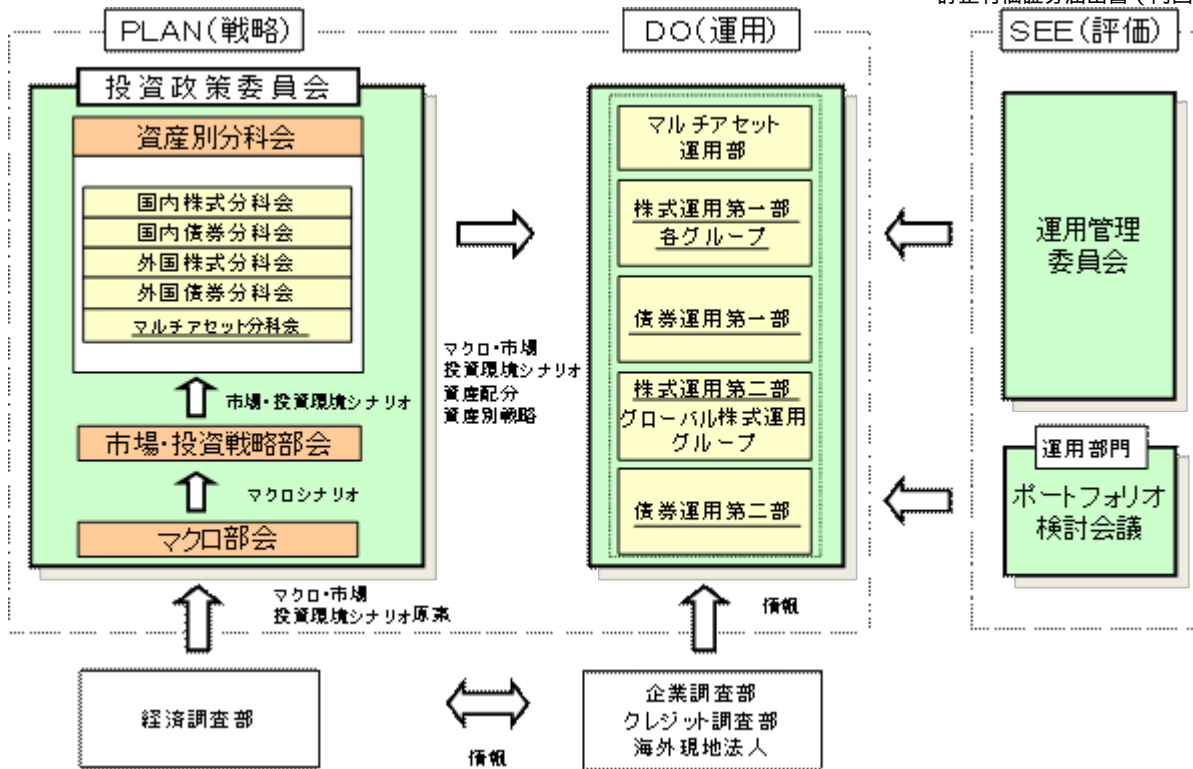 訂正有価証券届出書（内国
PLAN(戦略)
DO(運用)
SEE(評価)
投資政策委員会
資産別分科会
国内株式分科会
国内債券分科会
外国株式分科会
外国債券分科会
マルチアセット分科会
市場・投資環境シナリオ
市場・投資戦略部会
マクロシナリオ
マクロ部会
マクロ・市場
投資環境シナリオ
資産配分
資産別戦略
マルチアセット
運用部
株式運用第一部
各グループ
債券運用第一部
株式運用第二部
グローバル株式運用
グループ
債券運用第二部
運用管理
委員会
運用部門
ポートフォリオ
検討会議
マクロ・市場
投資環境シナリオ原案
情報
経済調査部
情報
企業調査部
クレジット調査部
海外現地法人